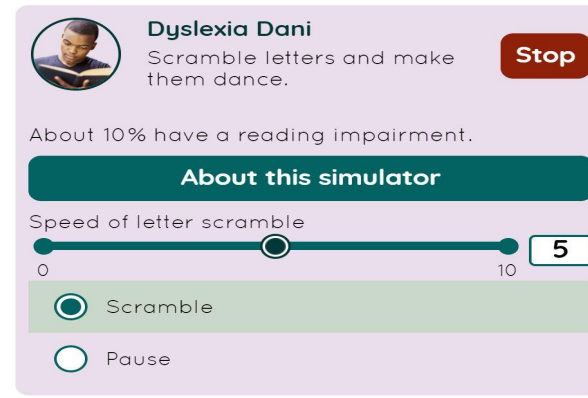 Dyslexia Dani
Scramble letters and make
them dance.
Stop
About 10% have a reading impairment.
About this simulator
Speed of letter scramble
5
0
10
Scramble
Pause